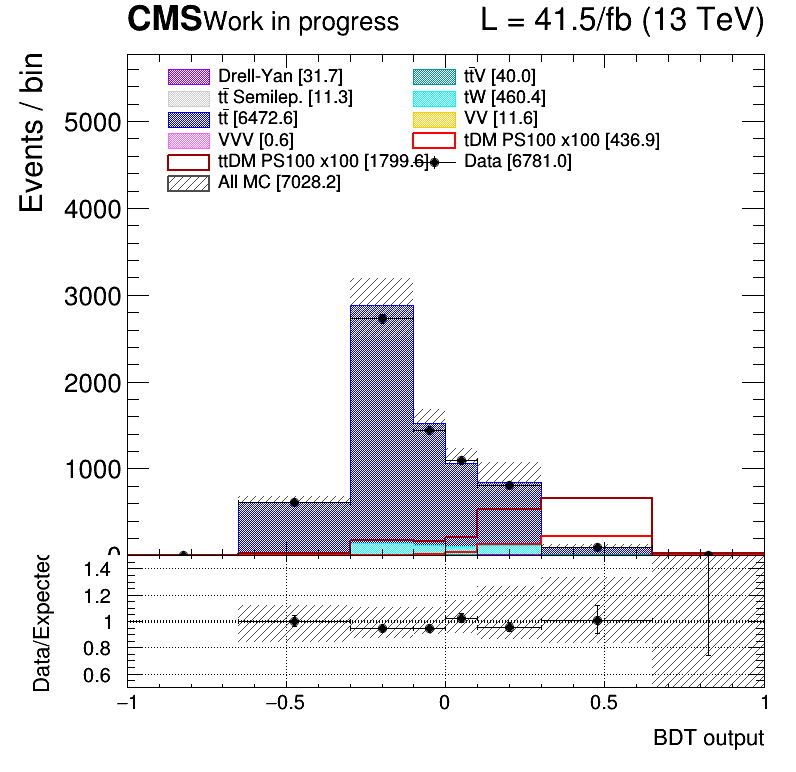 CMS Work in progress L = 41.5/fb (13 TeV)
Events / bin
Drell-Yan [31.7] tt̄V [40.0]
tt̄ Semilep. [11.3] tW [460.4]
tt̄ [6472.6] VV [11.6]
VVV [0.6] tDM PS100 x100 [436.9]
ttDM PS100 x100 [1799.6] Data [6781.0]
All MC [7028.2]
5000
4000
3000
2000
1000
0
Data/Expected
1.4
1.2
1
0.8
0.6
−1 −0.5 0 0.5 1
BDT output